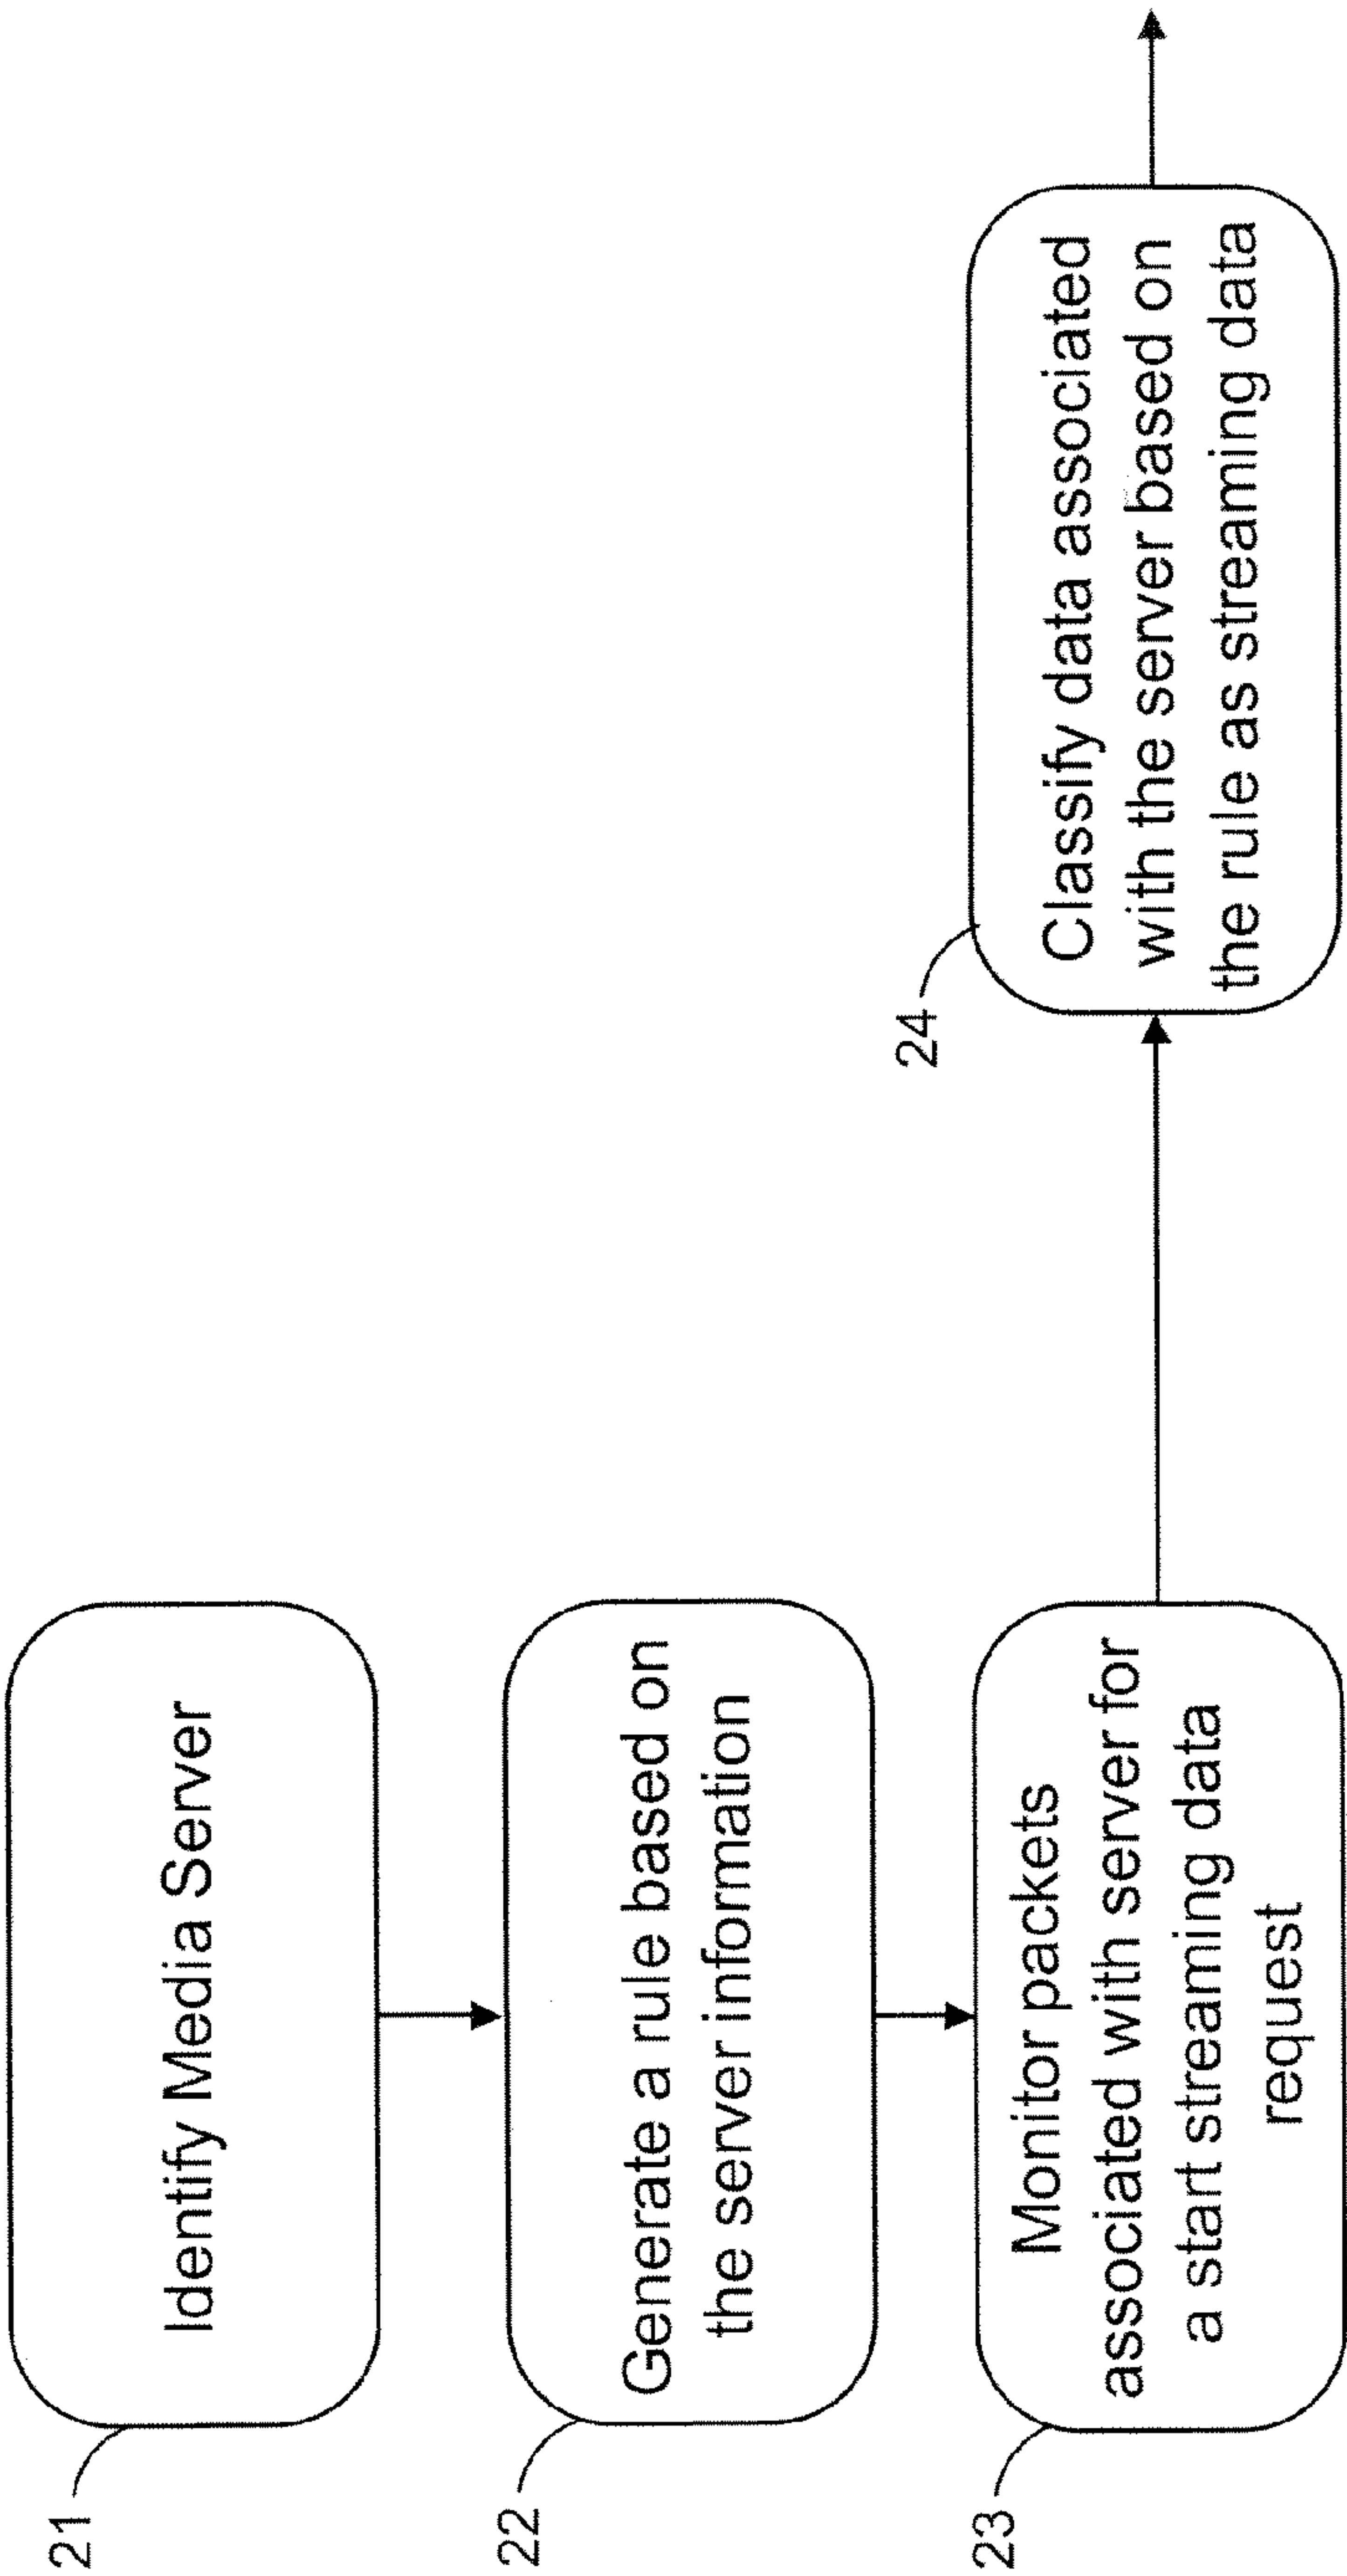 21
Identify Media Server
22
Generate a rule based on
the server information
23
Monitor packets
associated with server for
a start streaming data
request
24
Classify data associated
with the server based on
the rule as streaming data